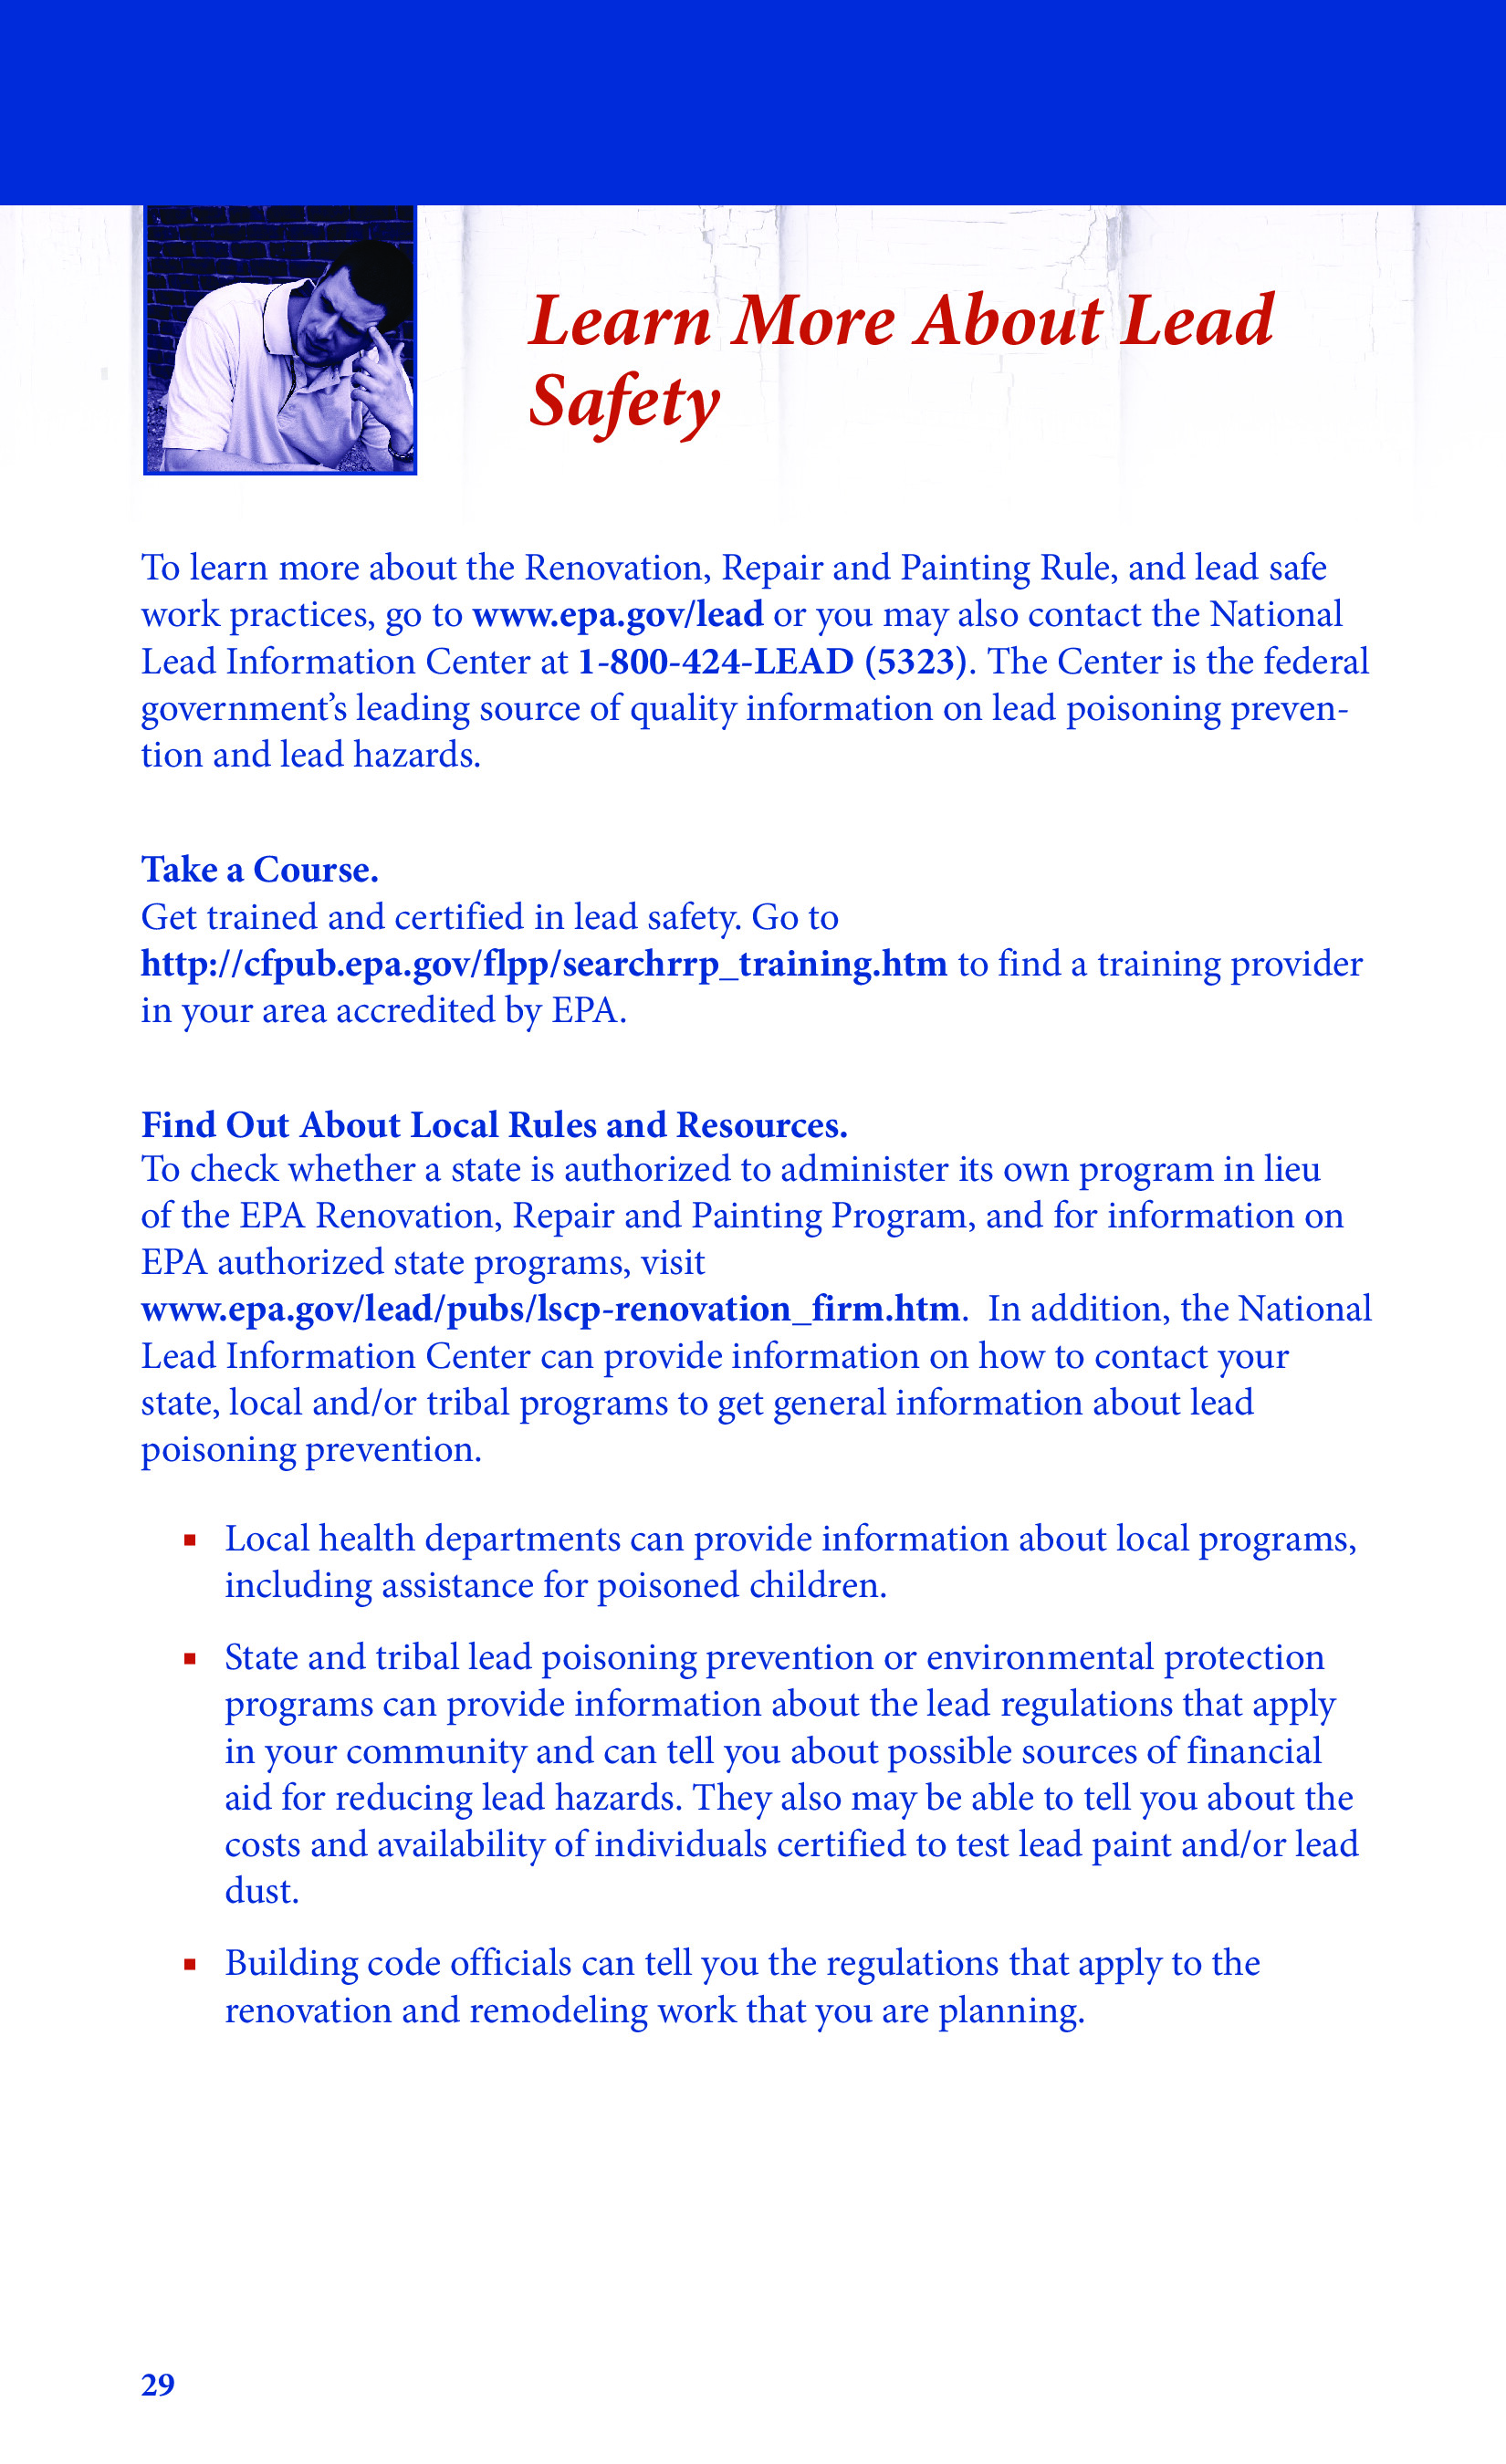 Learn More About Lead
Safety
To learn more about the Renovation, Repair and Painting Rule, and lead safe
work practices, go to www.epa.gov/lead or you may also contact the National
Lead Information Center at 1-800-424-LEAD (5323). The Center is the federal
government’s leading source of quality information on lead poisoning preven-
tion and lead hazards.
Take a Course.
Get trained and certified in lead safety. Go to
http://cfpub.epa.gov/flpp/searchrrp_training.htm to find a training provider
in your area accredited by EPA.
Find Out About Local Rules and Resources.
To check whether a state is authorized to administer its own program in lieu
of the EPA Renovation, Repair and Painting Program, and for information on
EPA authorized state programs, visit
www.epa.gov/lead/pubs/lscp-renovation_firm.htm.  In addition, the National
Lead Information Center can provide information on how to contact your
state, local and/or tribal programs to get general information about lead
poisoning prevention.
▪ Local health departments can provide information about local programs,
including assistance for poisoned children.
▪ State and tribal lead poisoning prevention or environmental protection
programs can provide information about the lead regulations that apply
in your community and can tell you about possible sources of financial
aid for reducing lead hazards. They also may be able to tell you about the
costs and availability of individuals certified to test lead paint and/or lead
dust.
▪ Building code officials can tell you the regulations that apply to the
renovation and remodeling work that you are planning.
29